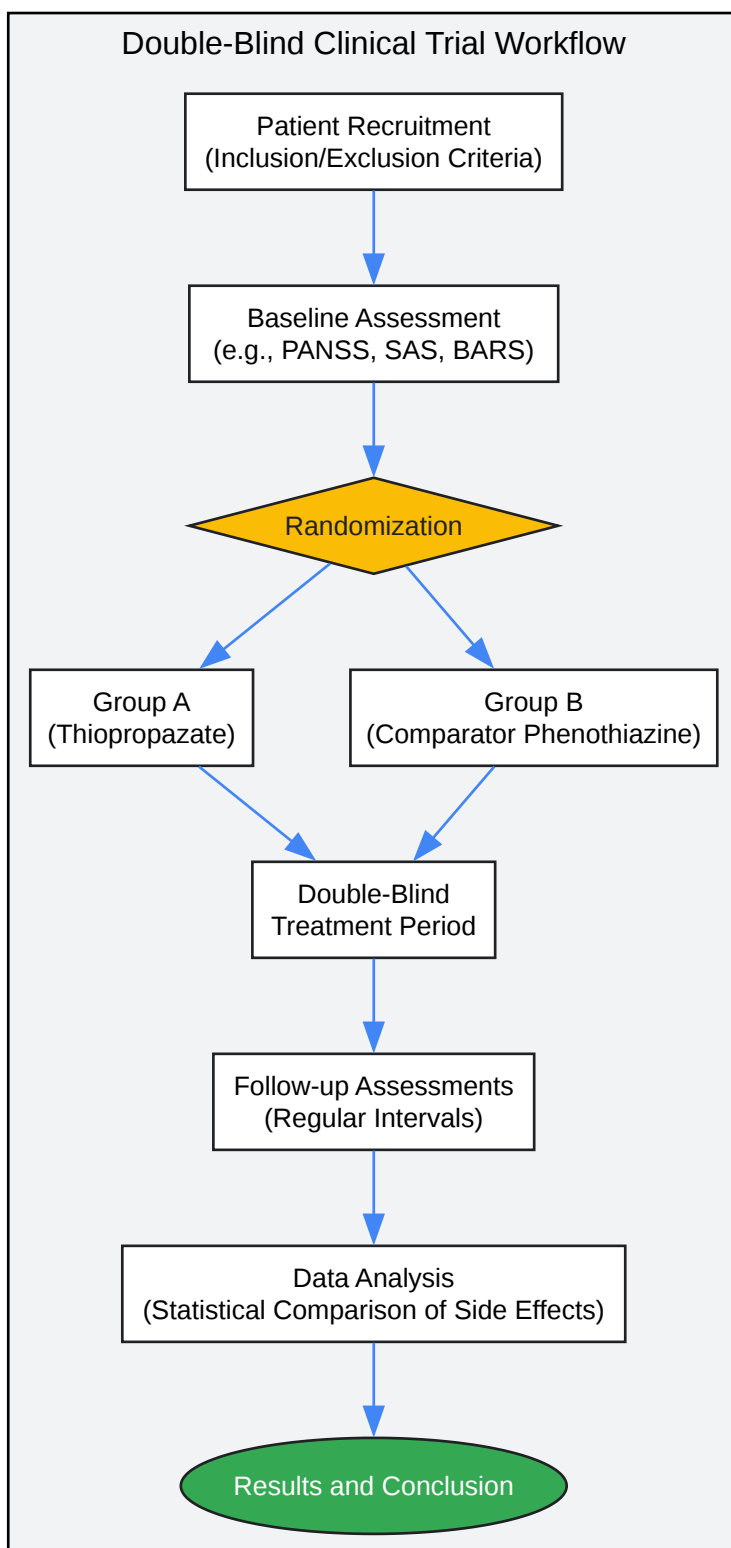 Double-Blind Clinical Trial Workflow
Patient Recruitment
(Inclusion/Exclusion Criteria)
Baseline Assessment
(e.g., PANSS, SAS, BARS)
Randomization
Group A
(Thiopropazate)
Group B
(Comparator Phenothiazine)
Double-Blind
Treatment Period
Follow-up Assessments
(Regular Intervals)
Data Analysis
(Statistical Comparison of Side Effects)
Results and Conclusion